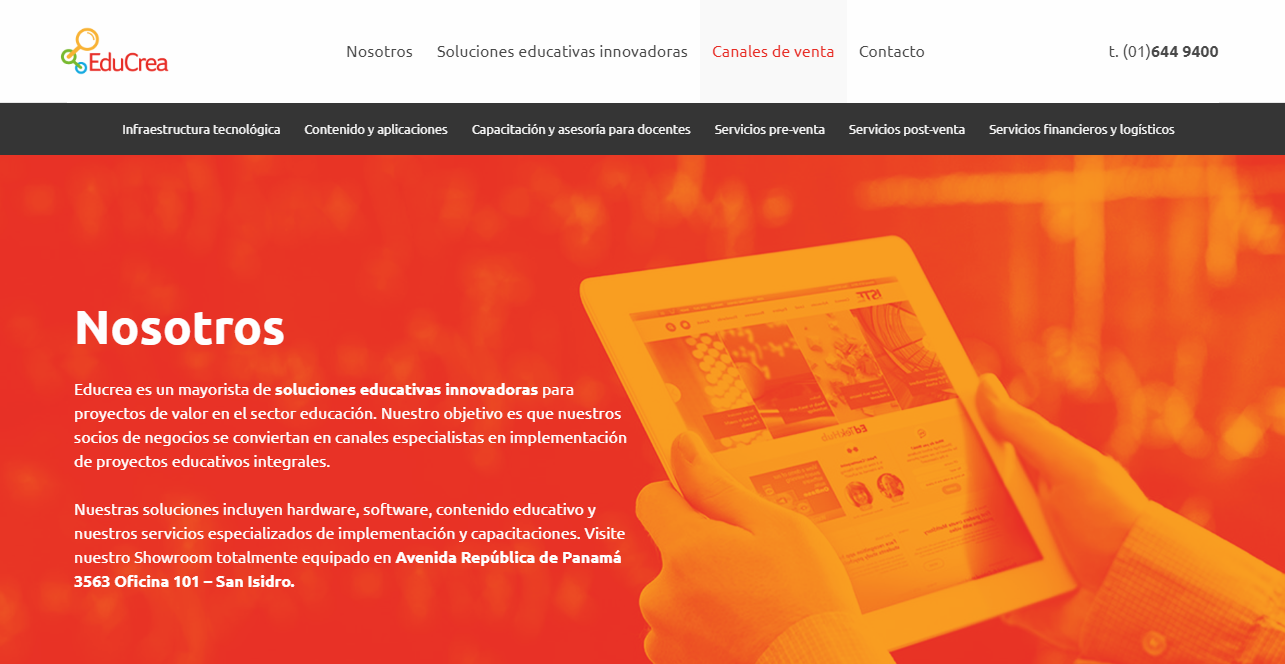 EduCrea
Nosotros
Soluciones educativas innovadoras
Canales de venta
Contacto
t. (01)644 9400
Infraestructura tecnológica
Contenido y aplicaciones
Capacitación y asesoría para docentes
Servicios pre-venta
Servicios post-venta
Servicios financieros y logísticos
Nosotros
Educrea es un mayorista de soluciones educativas innovadoras para
proyectos de valor en el sector educación. Nuestro objetivo es que nuestros
socios de negocios se conviertan en canales especialistas en implementación
de proyectos educativos integrales.
Nuestras soluciones incluyen hardware, software, contenido educativo y
nuestros servicios especializados de implementación y capacitaciones. Visite
nuestro Showroom totalmente equipado en Avenida República de Panamá
3563 Oficina 101 – San Isidro.